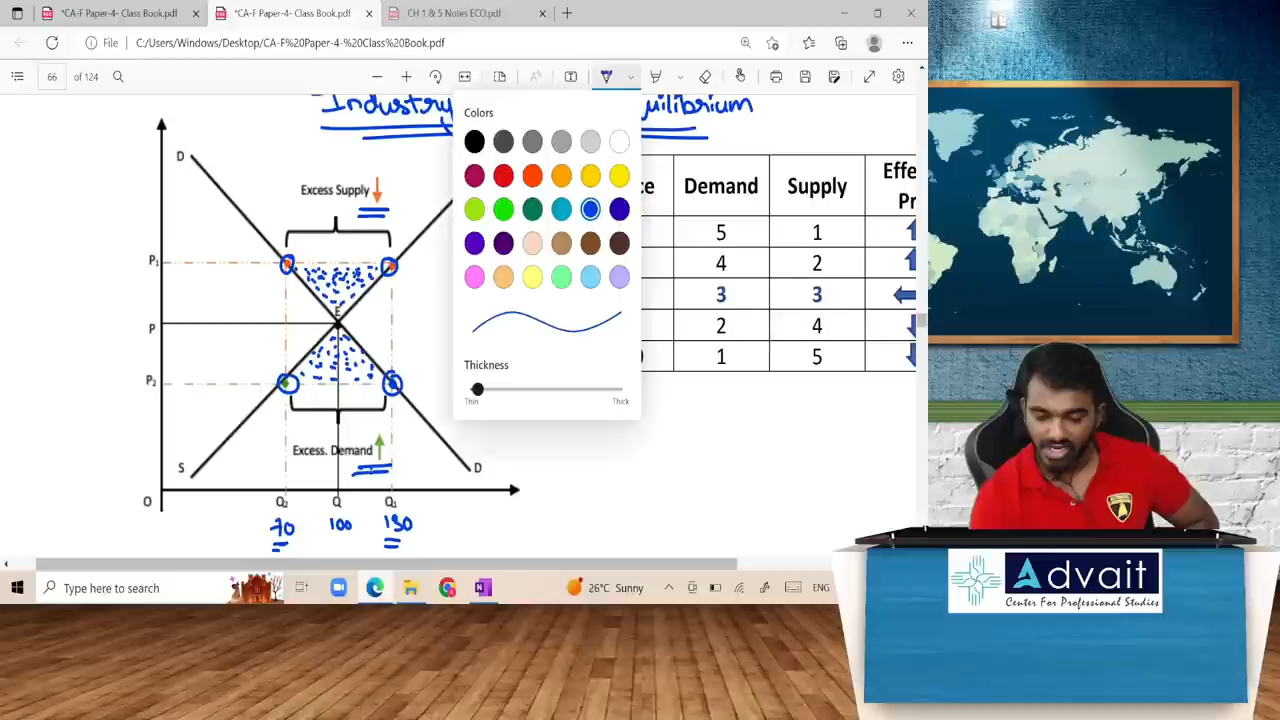 *CA-F Paper-4- Class Book.pdf
*CA-F Paper-4- Class Book.pdf
CH 1 & 5 Notes ECO.pdf
File
C:/Users/Windows/Desktop/CA-F%20Paper-4-%20Class%20Book.pdf
66 of 124
Industry
uilibrium
Colors
Thickness
Thin
Thick
D
Excess Supply
P₁
E
P
P₂
Excess. Demand
S
D
O
Q₂
Q
Q₁
70
100
130
ce Demand Supply Effe
Pr
5 1
4 2
3 3
2 4
0 1 5
Type here to search
26°C Sunny
ENG
Advait
Center For Professional Studies